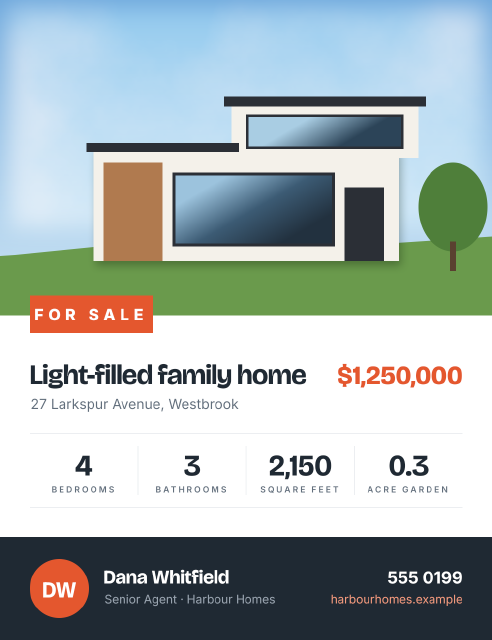 FOR SALE
Light-filled family home
$1,250,000
27 Larkspur Avenue, Westbrook
4
BEDROOMS
3
BATHROOMS
2,150
SQUARE FEET
0.3
ACRE GARDEN
DW
Dana Whitfield
Senior Agent · Harbour Homes
555 0199
harbourhomes.example